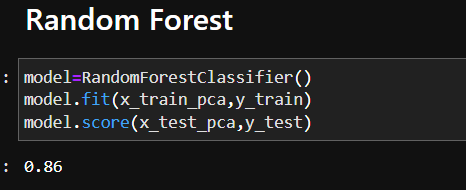 Random Forest
:
model=RandomForestClassifier()
model.fit(x_train_pca,y_train)
model.score(x_test_pca,y_test)
: 0.86